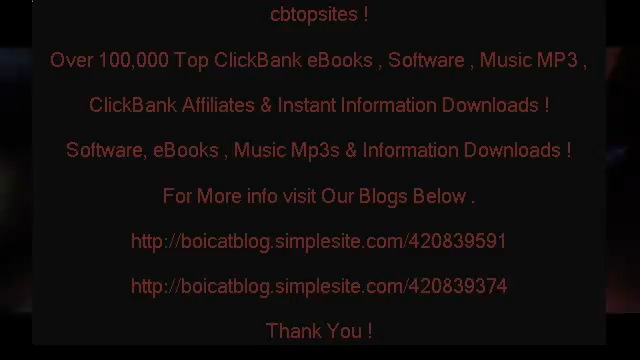 cbtopsites !
Over 100,000 Top ClickBank eBooks , Software , Music MP3 ,
ClickBank Affiliates & Instant Information Downloads !
Software, eBooks , Music Mp3s & Information Downloads !
For More info visit Our Blogs Below .
http://boicatblog.simplesite.com/420839591
http://boicatblog.simplesite.com/420839374
Thank You !